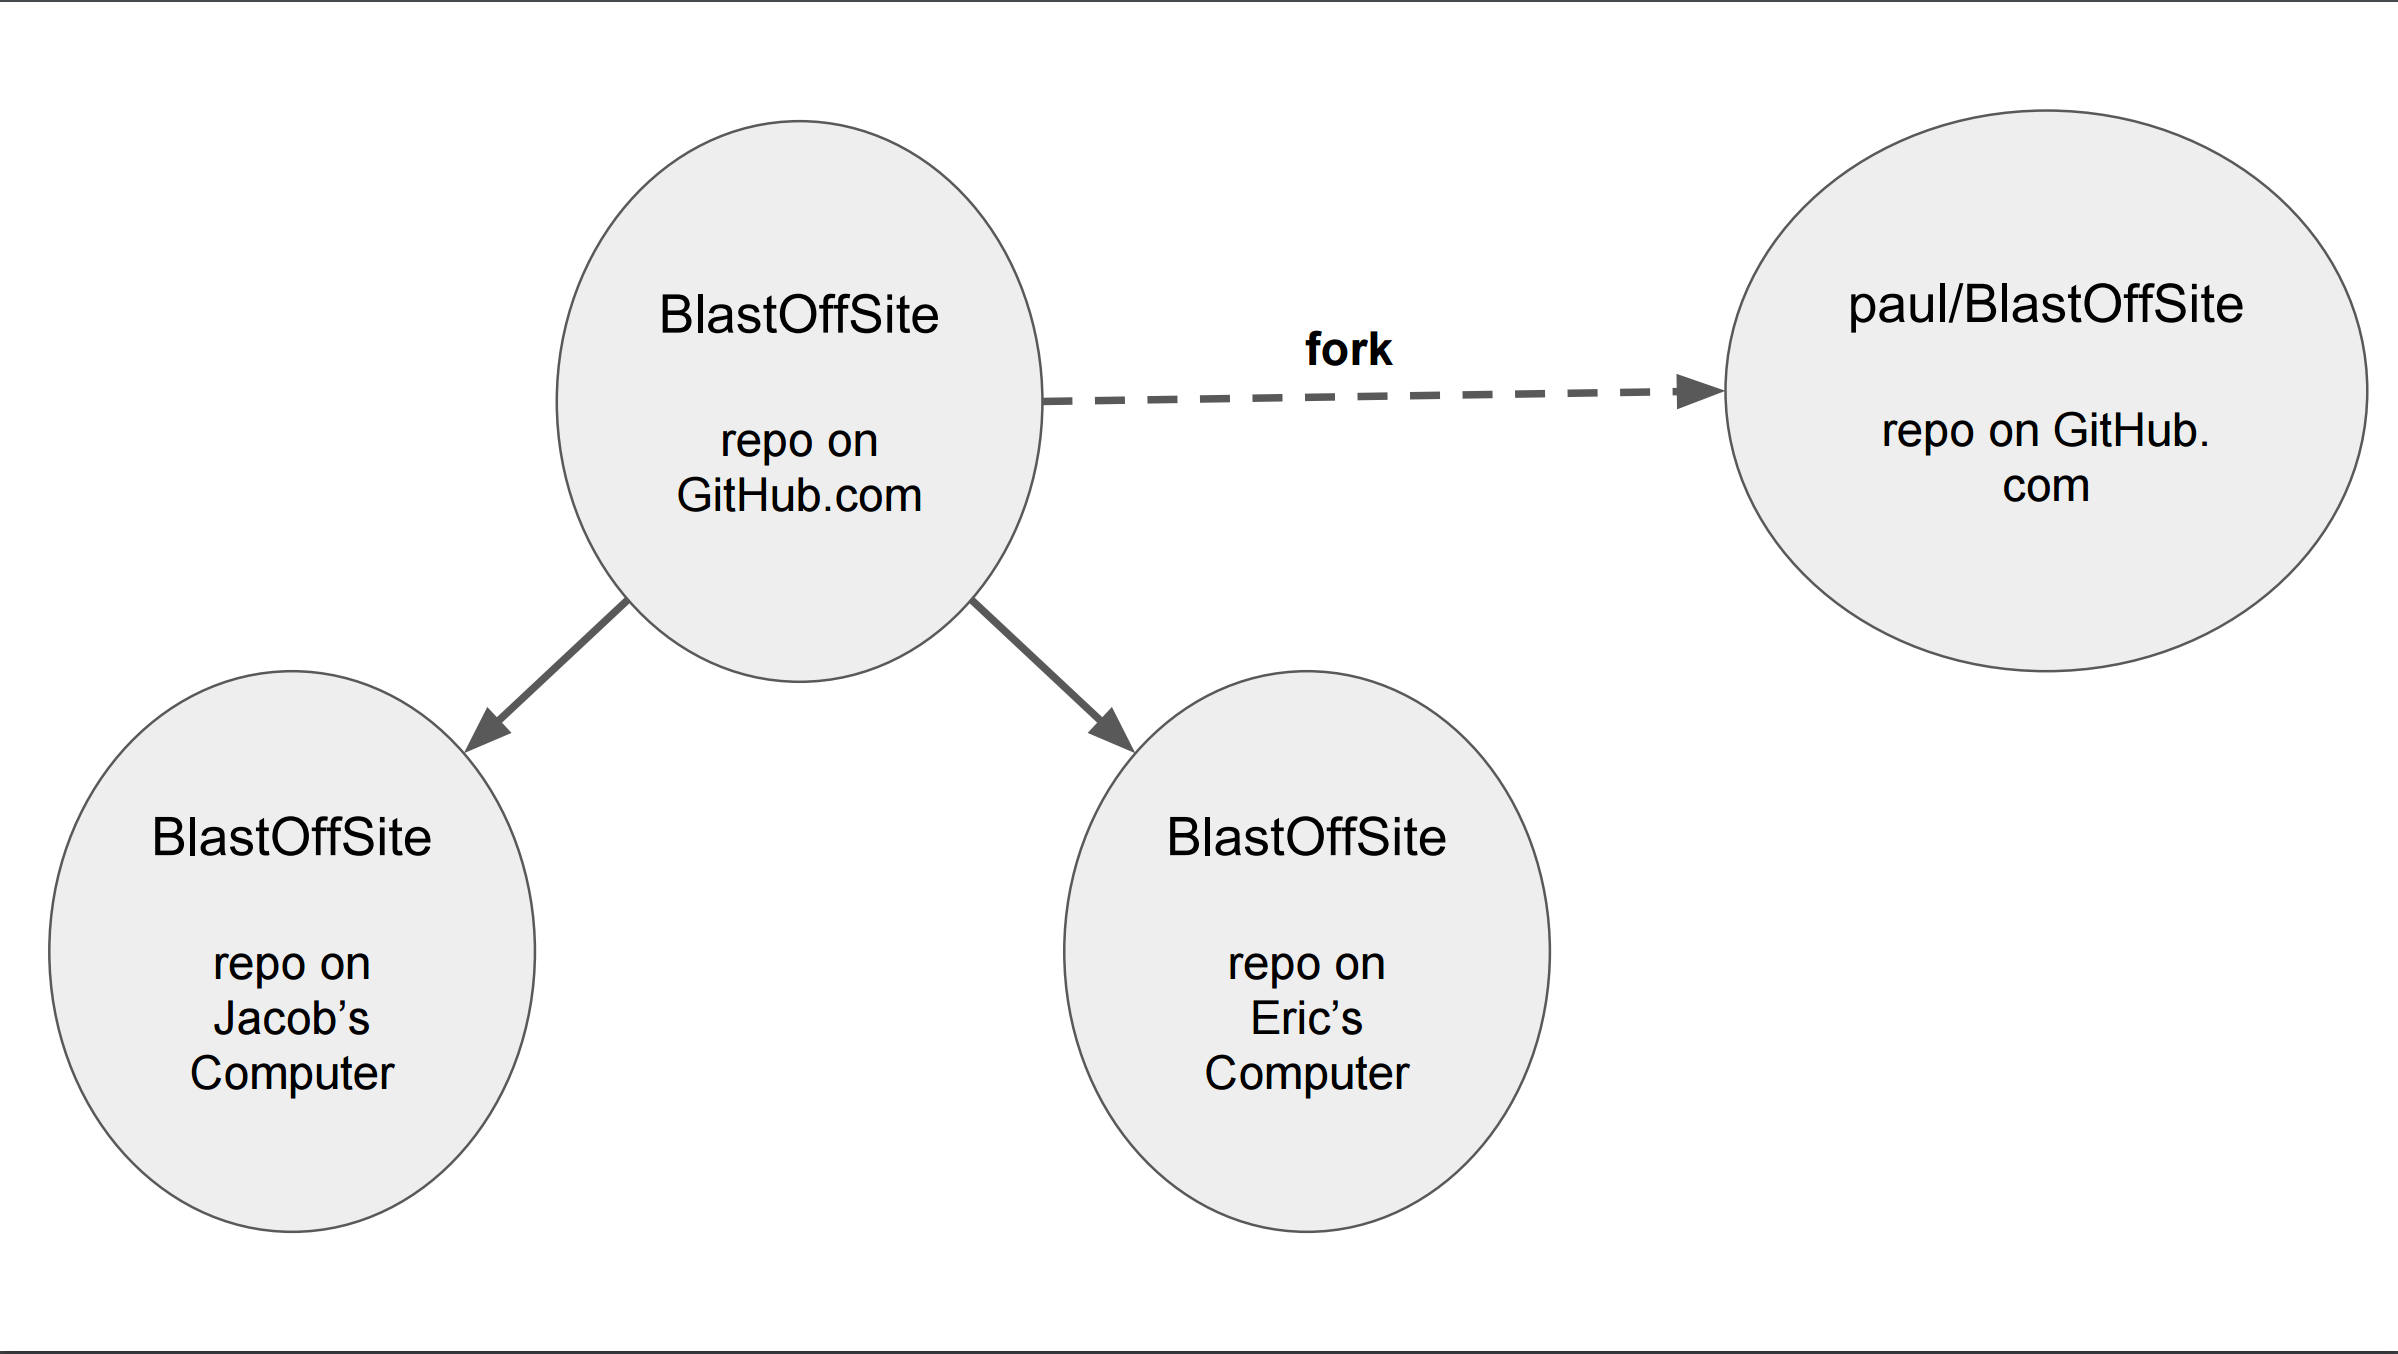 BlastOffSite
repo on
GitHub.com
fork
paul/BlastOffSite
repo on GitHub.
com
BlastOffSite
repo on
Jacob’s
Computer
BlastOffSite
repo on
Eric’s
Computer